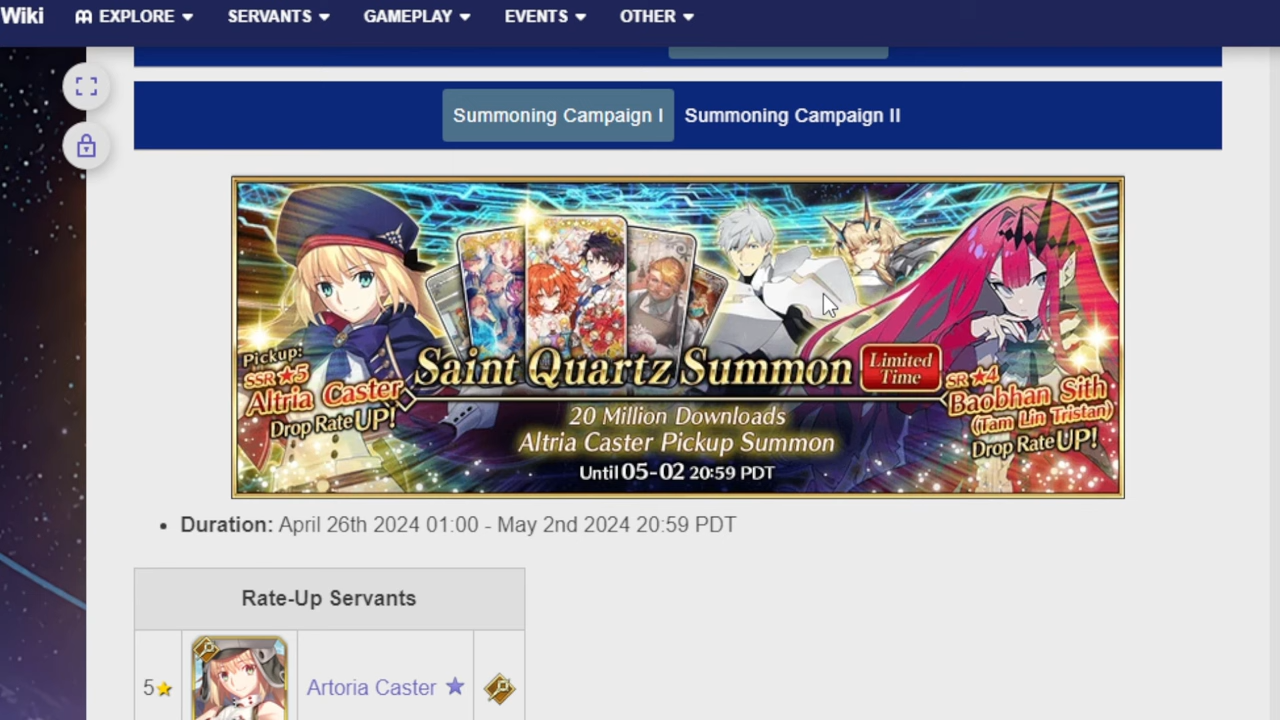 Wiki EXPLORE SERVANTS GAMEPLAY EVENTS OTHER
Summoning Campaign I Summoning Campaign II
Pickup:
SSR ★5
Altria Caster
Drop Rate UP!
Saint Quartz Summon
Limited
Time
20 Million Downloads
Altria Caster Pickup Summon
Until 05-02 20:59 PDT
SR ★4
Baobhan Sith
(Tam Lin Tristan)
Drop Rate UP!
• Duration: April 26th 2024 01:00 - May 2nd 2024 20:59 PDT
Rate-Up Servants
5★ Artoria Caster ★